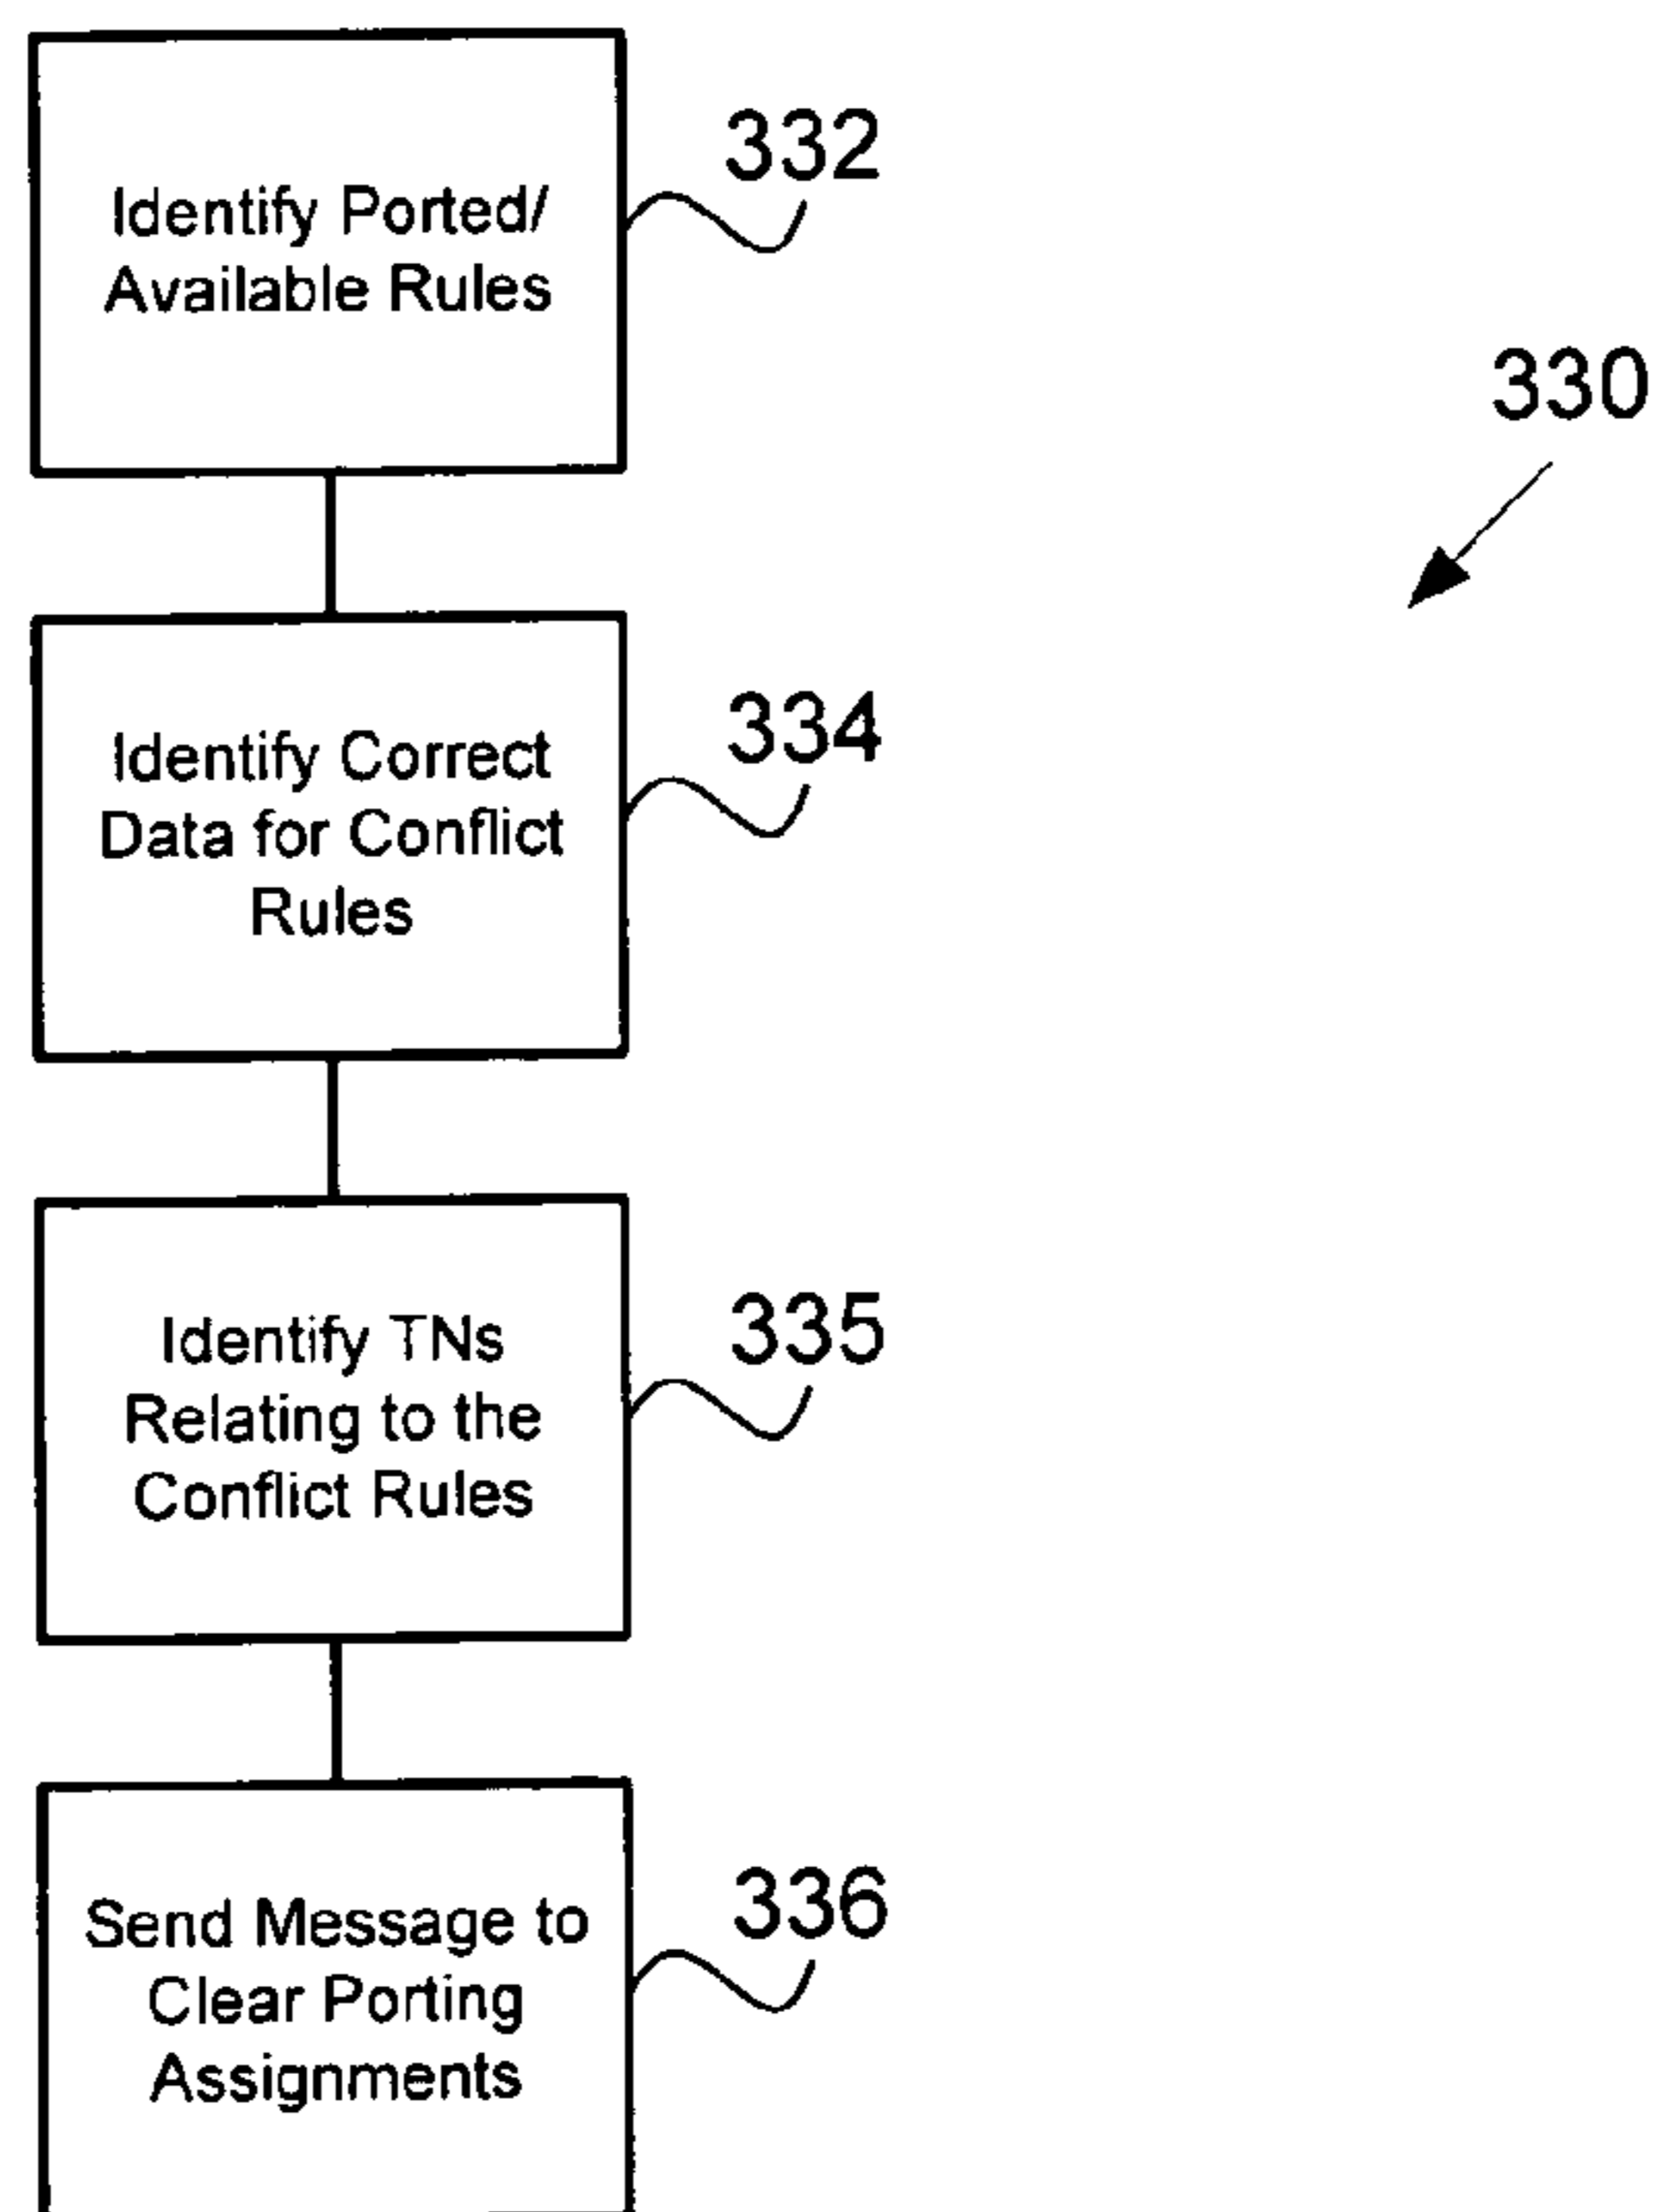 332
Identify Ported/
Available Rules
330
334
Identify Correct
Data for Conflict
Rules
335
Identify TNs
Relating to the
Conflict Rules
336
Send Message to
Clear Porting
Assignments